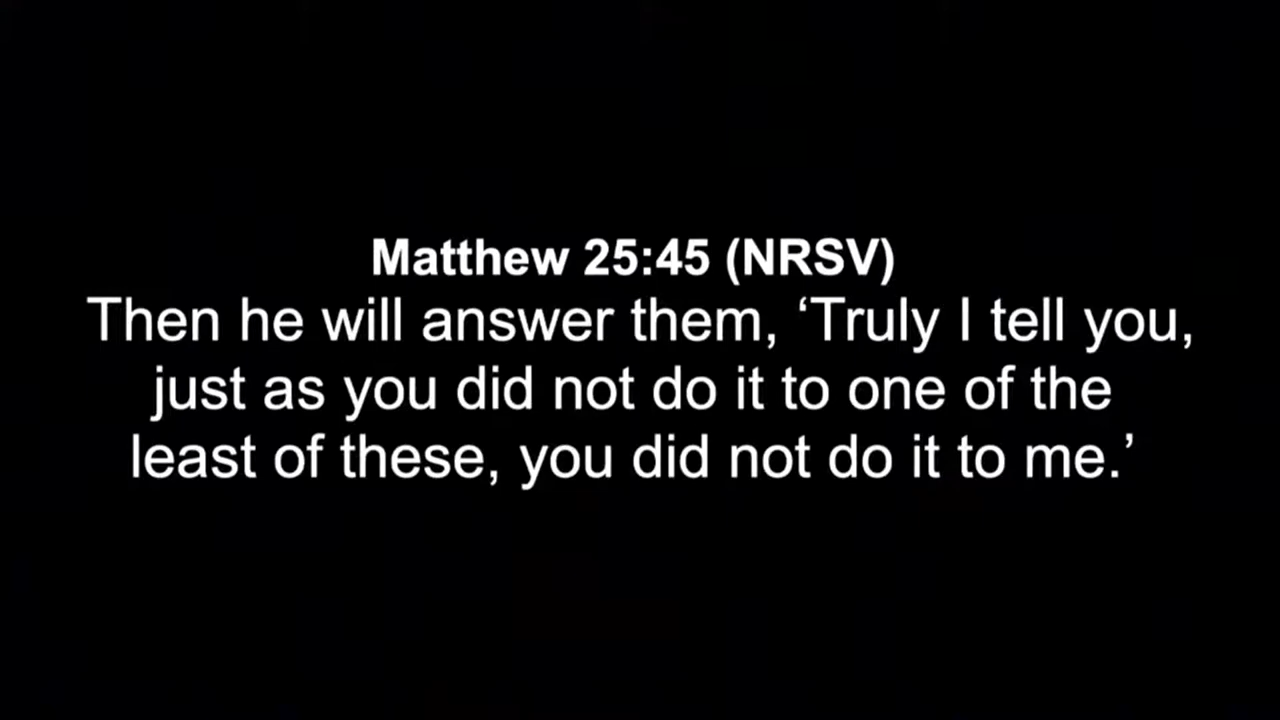 Matthew 25:45 (NRSV)
Then he will answer them, ‘Truly I tell you,
just as you did not do it to one of the
least of these, you did not do it to me.’